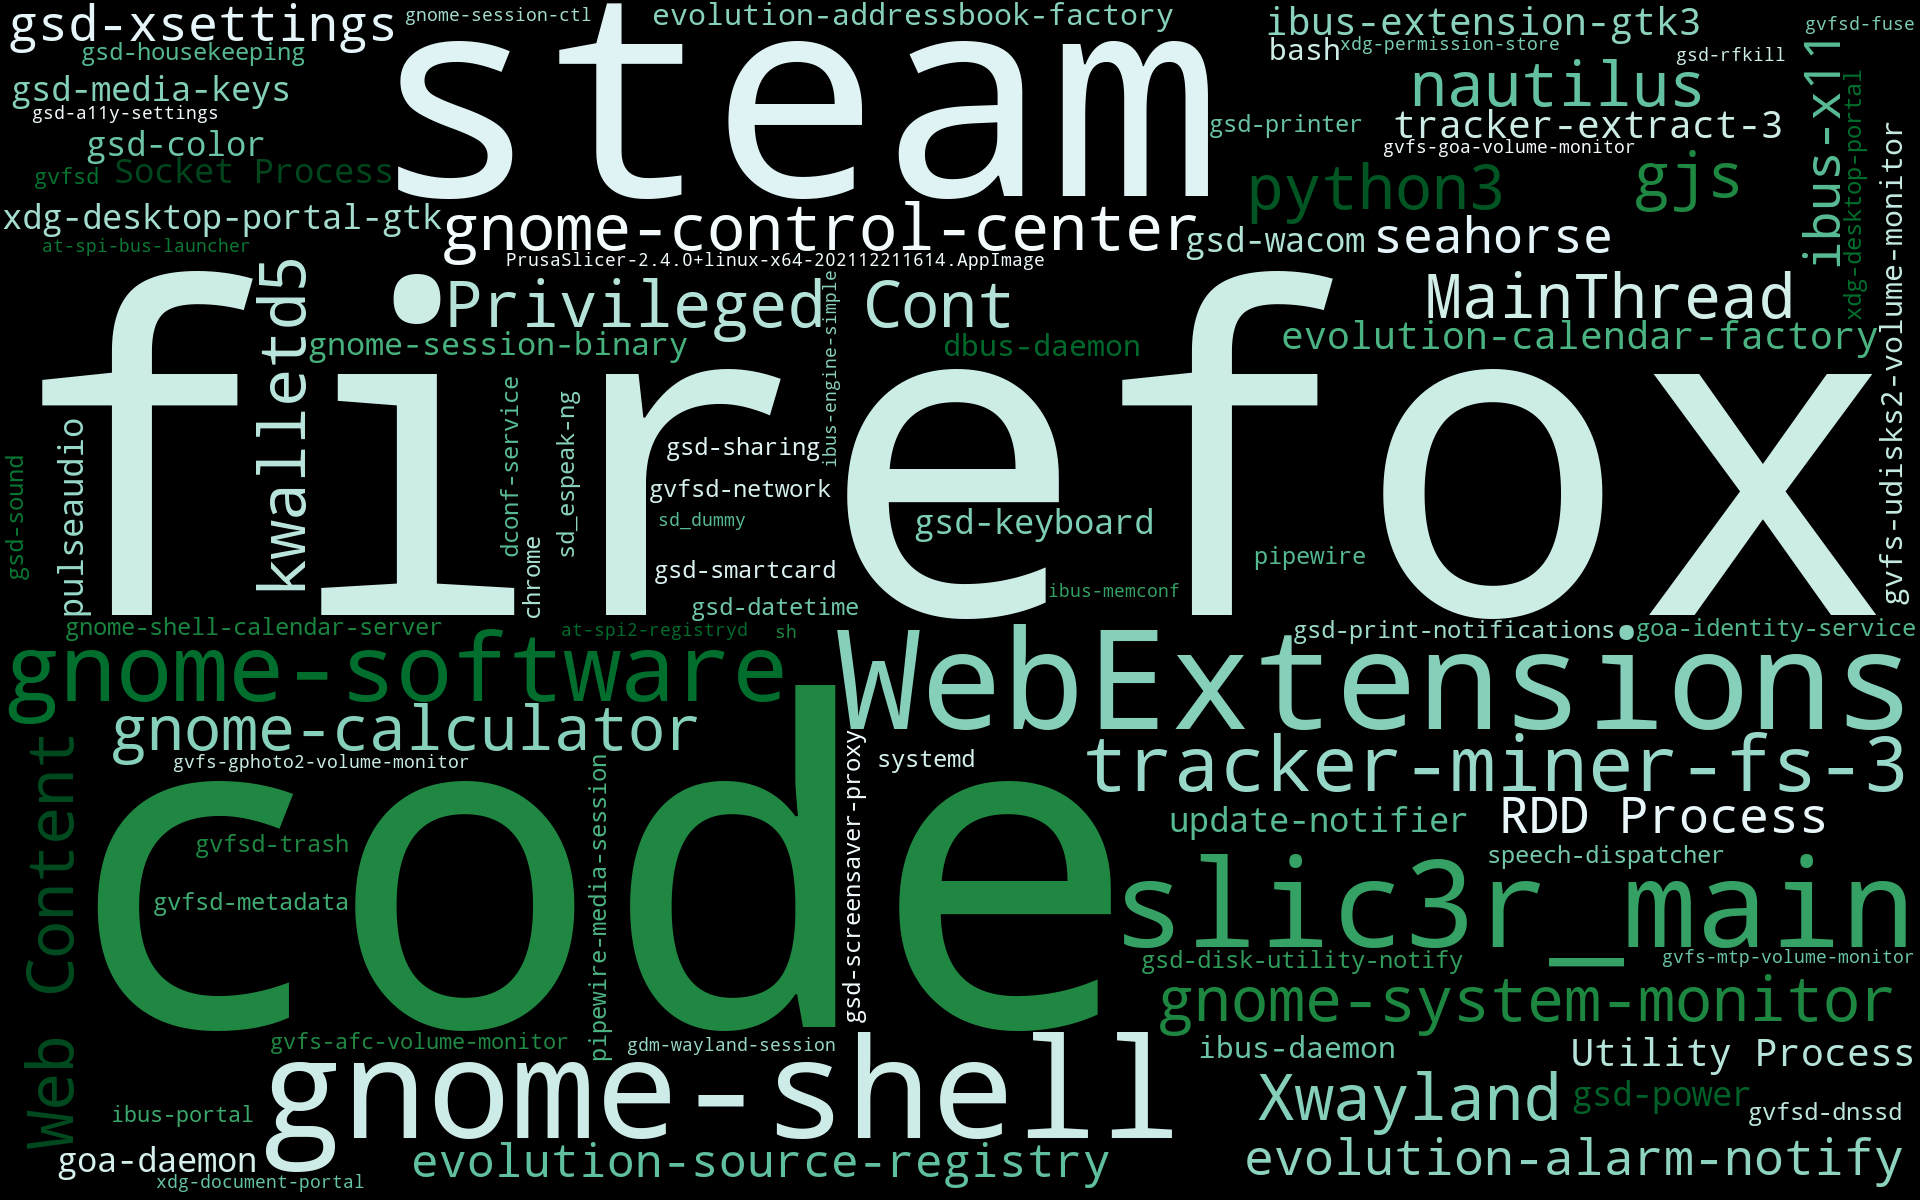 gsd-xsettings
gnome-session-ctl
steam
evolution-addressbook-factory
ibus-extension-gtk3
gvfsd-fuse
gsd-housekeeping
bash
xdg-permission-store
gsd-rfkill
gsd-media-keys
nautilus
ibus-x11
gsd-a11y-settings
gsd-printer
tracker-extract-3
xdg-desktop-portal
gsd-color
gvfs-goa-volume-monitor
gvfsd
Socket Process
python3
gjs
gvfs-udisks2-volume-monitor
xdg-desktop-portal-gtk
gnome-control-center
gsd-wacom
seahorse
at-spi-bus-launcher
PrusaSlicer-2.4.0+linux-x64-202112211614.AppImage
firefox
kwalletd5
Privileged Cont
ibus-engine-simple
MainThread
gnome-session-binary
dbus-daemon
evolution-calendar-factory
gsd-sound
pulseaudio
dconf-service
sd_espeak-ng
gsd-sharing
gvfsd-network
sd_dummy
gsd-keyboard
chrome
gsd-smartcard
pipewire
gsd-datetime
ibus-memconf
gnome-shell-calendar-server
at-spi2-registryd
sh
gsd-print-notifications
goa-identity-service
gnome-software
WebExtensions
gnome-calculator
gvfs-gphoto2-volume-monitor
systemd
tracker-miner-fs-3
Web Content
code
pipewire-media-session
gsd-screensaver-proxy
update-notifier
RDD Process
gvfsd-trash
speech-dispatcher
gvfsd-metadata
slic3r_main
gsd-disk-utility-notify
gvfs-mtp-volume-monitor
gnome-system-monitor
gvfs-afc-volume-monitor
gdm-wayland-session
ibus-daemon
Utility Process
gnome-shell
Xwayland
gsd-power
ibus-portal
gvfsd-dnssd
goa-daemon
evolution-source-registry
evolution-alarm-notify
xdg-document-portal